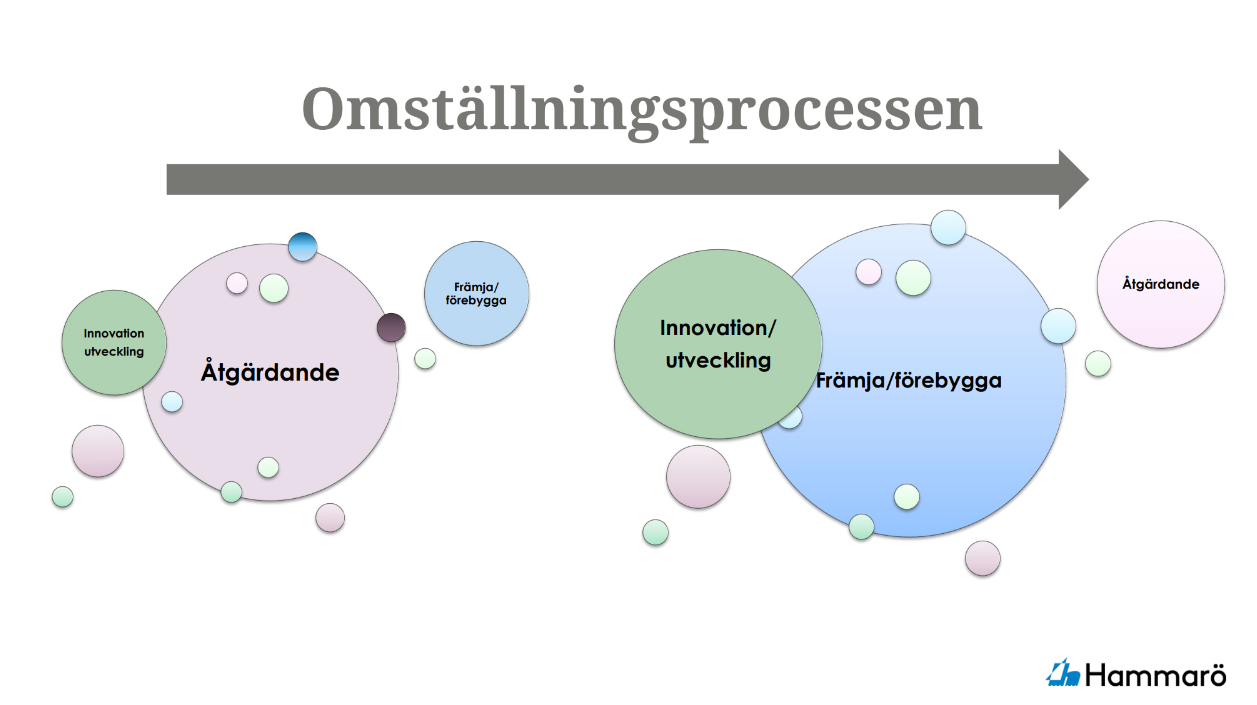 Omställningsprocessen
Innovation
utveckling
Åtgärdande
Främja/
förebygga
Innovation/
utveckling
Främja/förebygga
Åtgärdande
Hammarö